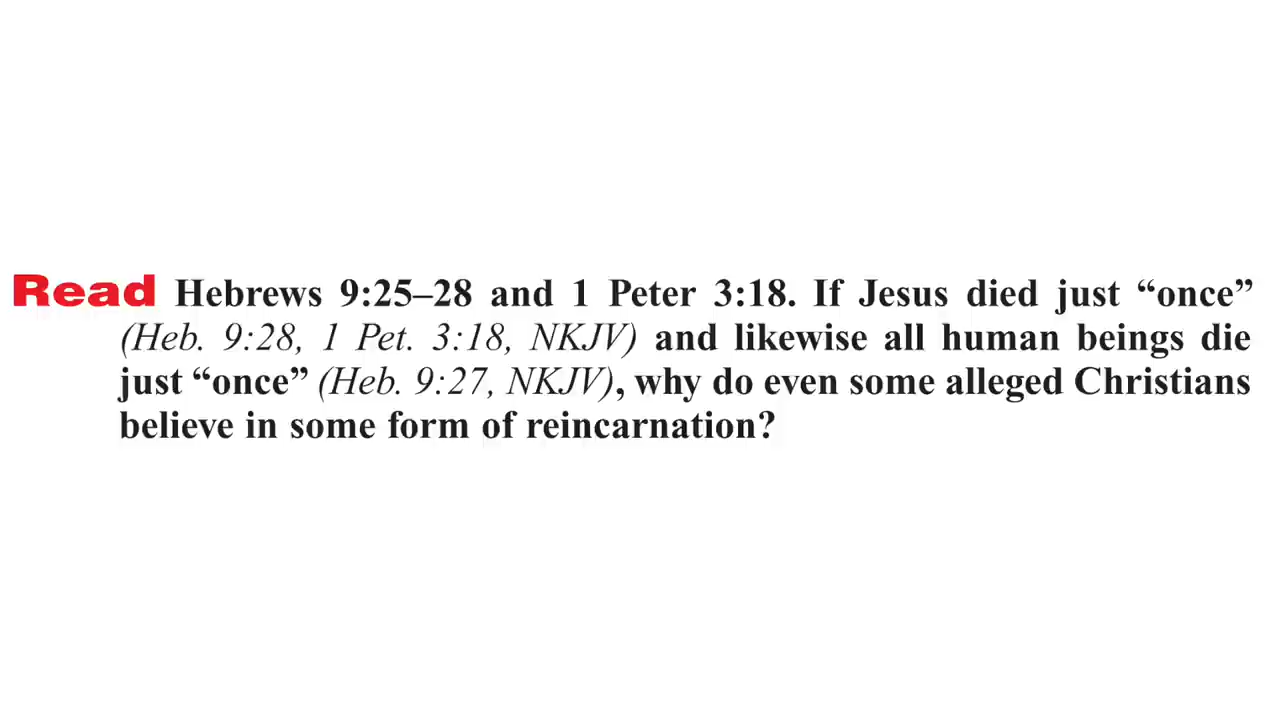 Read Hebrews 9:25–28 and 1 Peter 3:18. If Jesus died just “once”
(Heb. 9:28, 1 Pet. 3:18, NKJV) and likewise all human beings die
just “once” (Heb. 9:27, NKJV), why do even some alleged Christians
believe in some form of reincarnation?